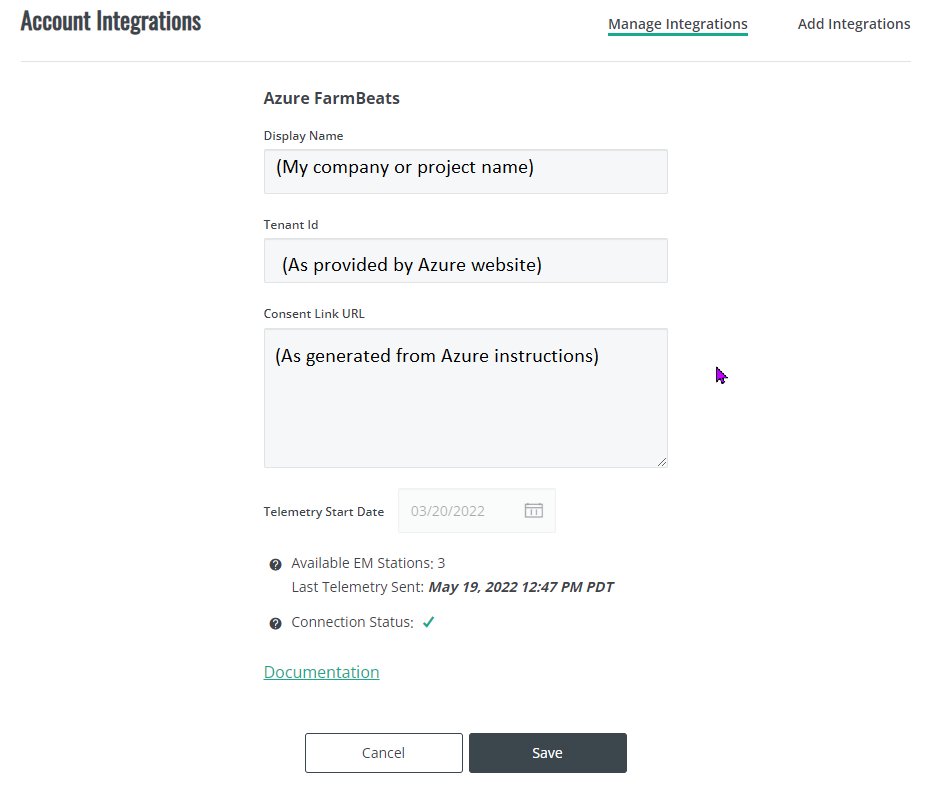 Account Integrations
Manage Integrations
Add Integrations
Azure FarmBeats
Display Name
(My company or project name)
Tenant Id
(As provided by Azure website)
Consent Link URL
(As generated from Azure instructions)
Telemetry Start Date
03/20/2022
Available EM Stations: 3
Last Telemetry Sent: May 19, 2022 12:47 PM PDT
Connection Status:
Documentation
Cancel
Save